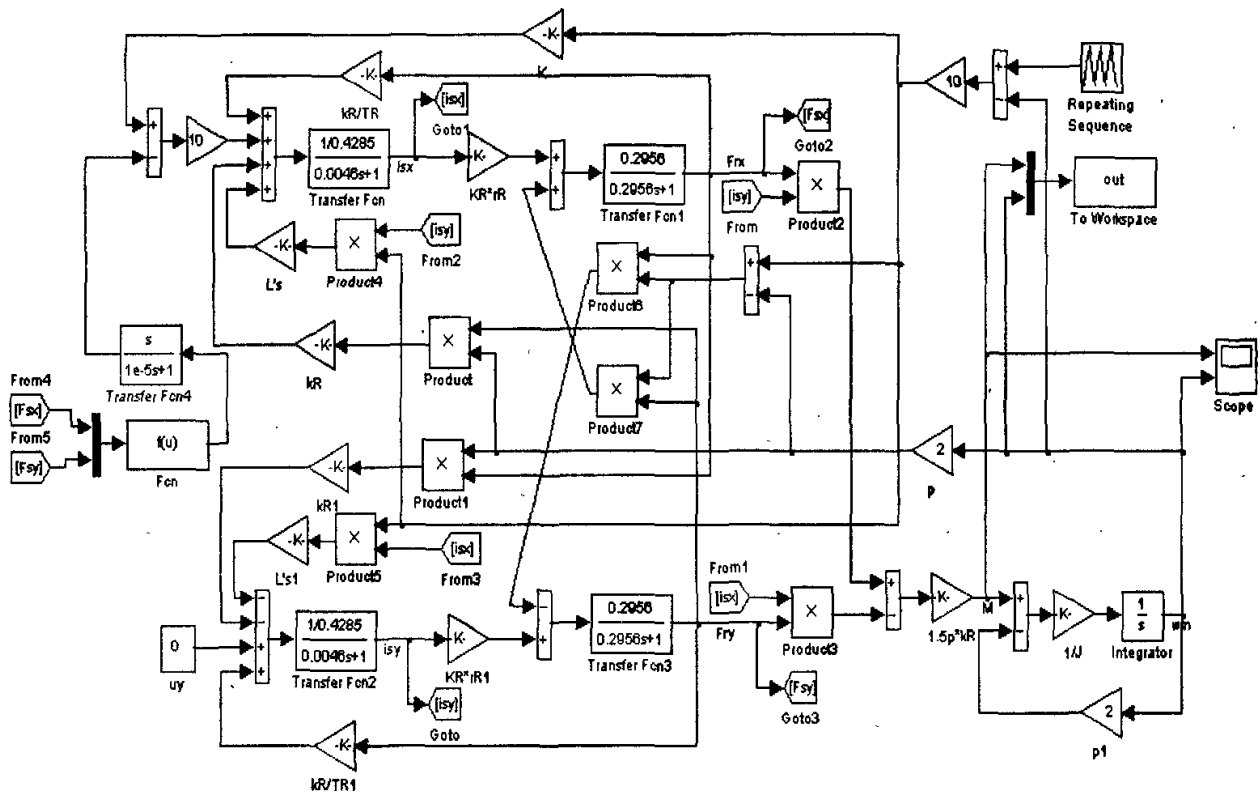 -K-
-K-
K
kR/TR
[isx]
Goto1
10
Repeating
Sequence
10
1/0.4285
0.0046s+1
Transfer Fcn
isx
K-
KR*rR
0.2956
0.2956s+1
Transfer Fcn1
Frx
[Fsx]
Goto2
[isy]
From
×
Product2
out
To Workspace
-K-
L's
×
Product4
[isy]
From2
×
Product6
-K-
kR
×
Product
×
Product7
s
1e-5s+1
Transfer Fcn4
From4
[Fsx]
From5
[Fsy]
f(u)
Fcn
Scope
-K-
kR1
×
Product1
2
p
-K-
L's1
×
Product5
[isx]
From3
0
uy
1/0.4285
0.0046s+1
Transfer Fcn2
isy
K-
KR*rR1
[isy]
Goto
0.2956
0.2956s+1
Transfer Fcn3
Fry
From1
[isx]
×
Product3
[Fsy]
Goto3
K-
1.5p*kR
M
K-
1/J
1
s
Integrator
wm
2
p1
-K-
kR/TR1